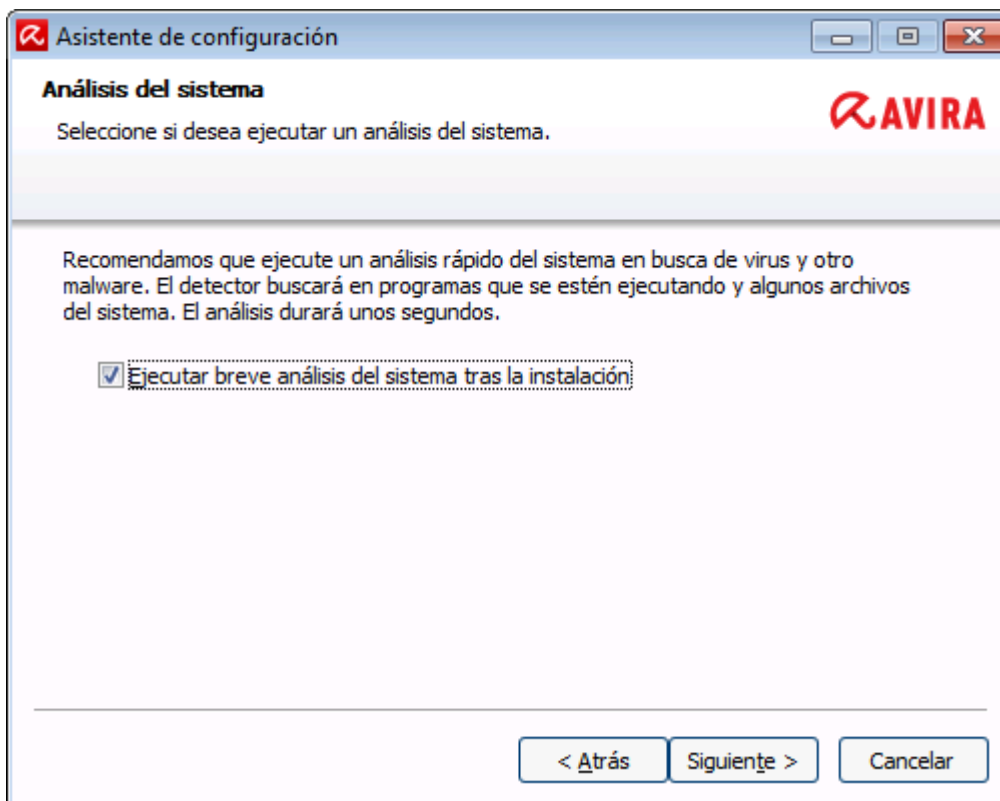 Asistente de configuración
Análisis del sistema
Seleccione si desea ejecutar un análisis del sistema.
AVIRA
Recomendamos que ejecute un análisis rápido del sistema en busca de virus y otro
malware. El detector buscará en programas que se estén ejecutando y algunos archivos
del sistema. El análisis durará unos segundos.
Ejecutar breve análisis del sistema tras la instalación
< Atrás
Siguiente >
Cancelar